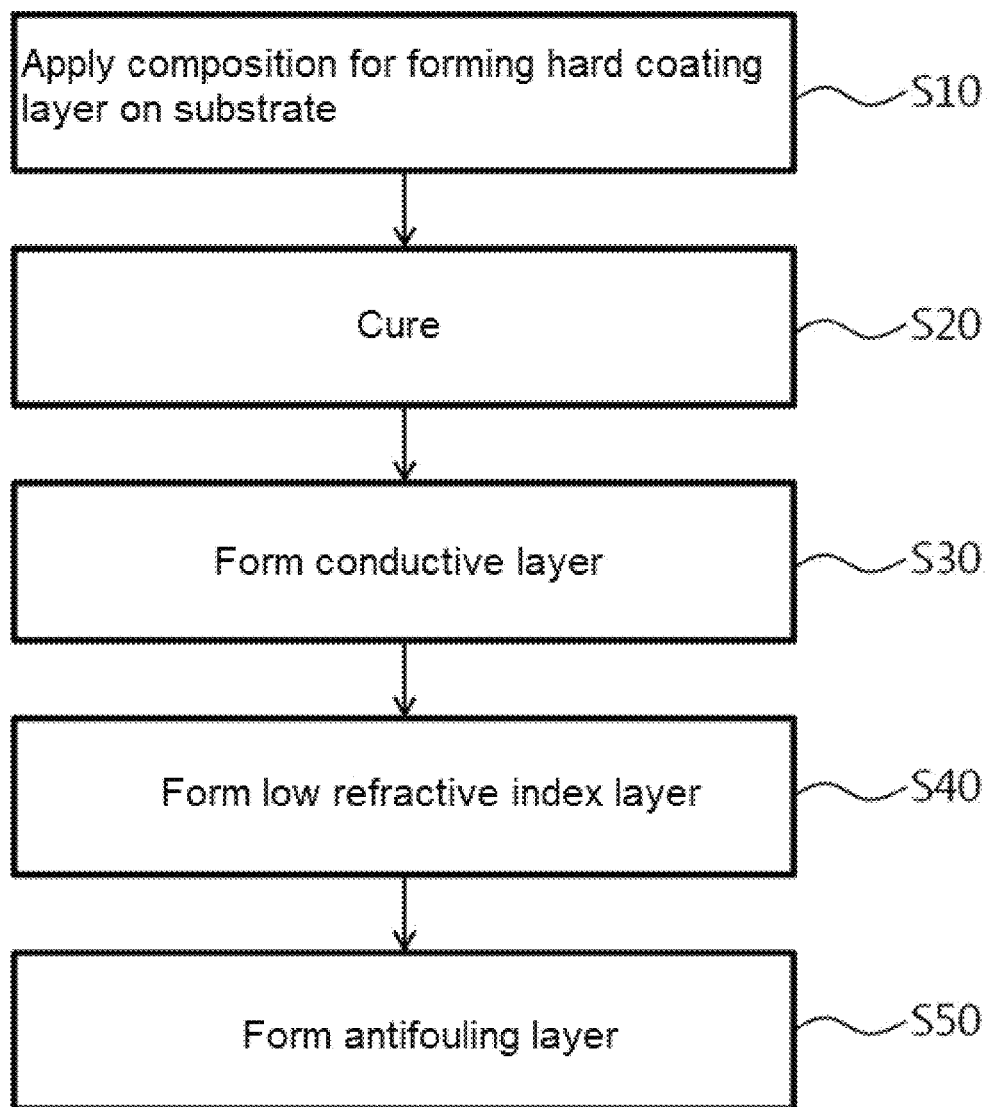 Apply composition for forming hard coating
layer on substrate
S10
Cure
S20
Form conductive layer
S30
Form low refractive index layer
S40
Form antifouling layer
S50